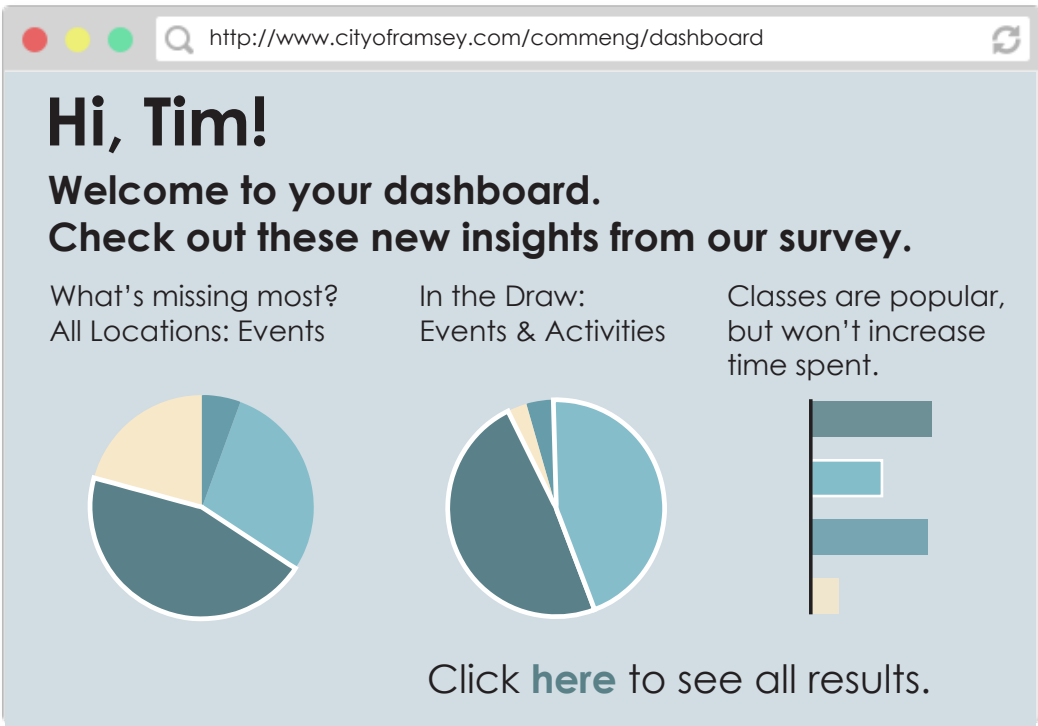 http://www.cityoframsey.com/commeng/dashboard
Hi, Tim!
Welcome to your dashboard.
Check out these new insights from our survey.
What’s missing most?
All Locations: Events
In the Draw:
Events & Activities
Classes are popular,
but won’t increase
time spent.
Click here to see all results.